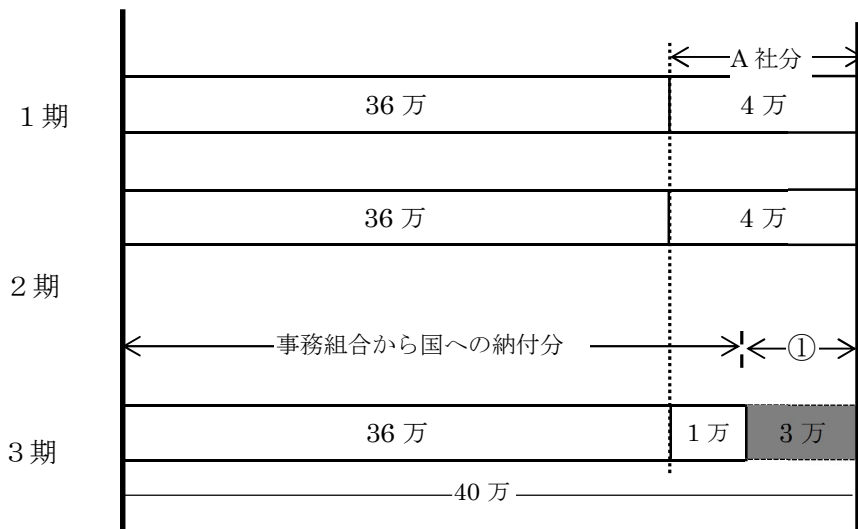 A 社分
１期
36 万
4 万
36 万
4 万
２期
事務組合から国への納付分
①
３期
36 万
1 万
3 万
40 万